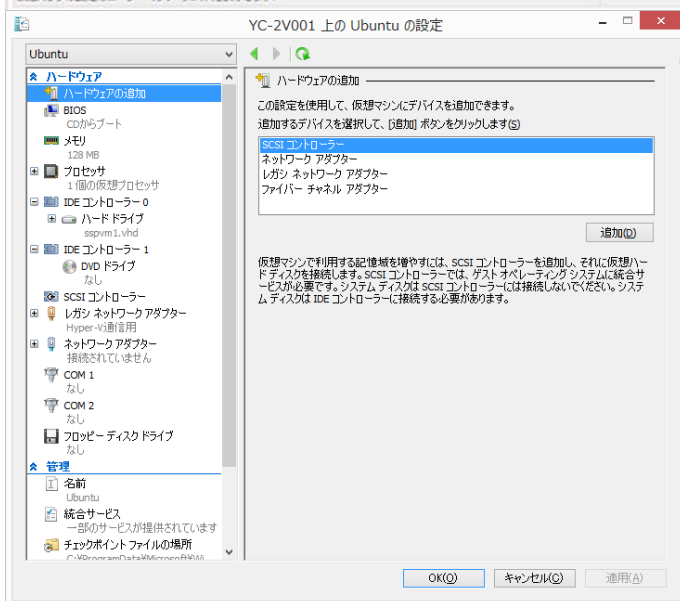 YC-2V001 上の Ubuntu の設定
Ubuntu
ハードウェア
ハードウェアの追加
BIOS
CDからブート
メモリ
128 MB
プロセッサ
1 個の仮想プロセッサ
IDE コントローラー 0
ハード ドライブ
sspvm1.vhd
IDE コントローラー 1
DVD ドライブ
なし
SCSI コントローラー
レガシ ネットワーク アダプター
Hyper-V通信用
ネットワーク アダプター
接続されていません
COM 1
なし
COM 2
なし
フロッピー ディスク ドライブ
なし
管理
名前
Ubuntu
統合サービス
一部のサービスが提供されています
チェックポイント ファイルの場所
C:¥ProgramData¥Microsoft¥Wi
ハードウェアの追加
この設定を使用して、仮想マシンにデバイスを追加できます。
追加するデバイスを選択して、[追加] ボタンをクリックします(S)
SCSI コントローラー
ネットワーク アダプター
レガシ ネットワーク アダプター
ファイバー チャネル アダプター
追加(D)
仮想マシンで利用する記憶域を増やすには、SCSI コントローラーを追加し、それに仮想ハー
ド ディスクを接続します。SCSI コントローラーでは、ゲスト オペレーティング システムに統合サ
ービスが必要です。システム ディスクは SCSI コントローラーには接続しないでください。システ
ム ディスクは IDE コントローラーに接続する必要があります。
OK(O)
キャンセル(C)
適用(A)